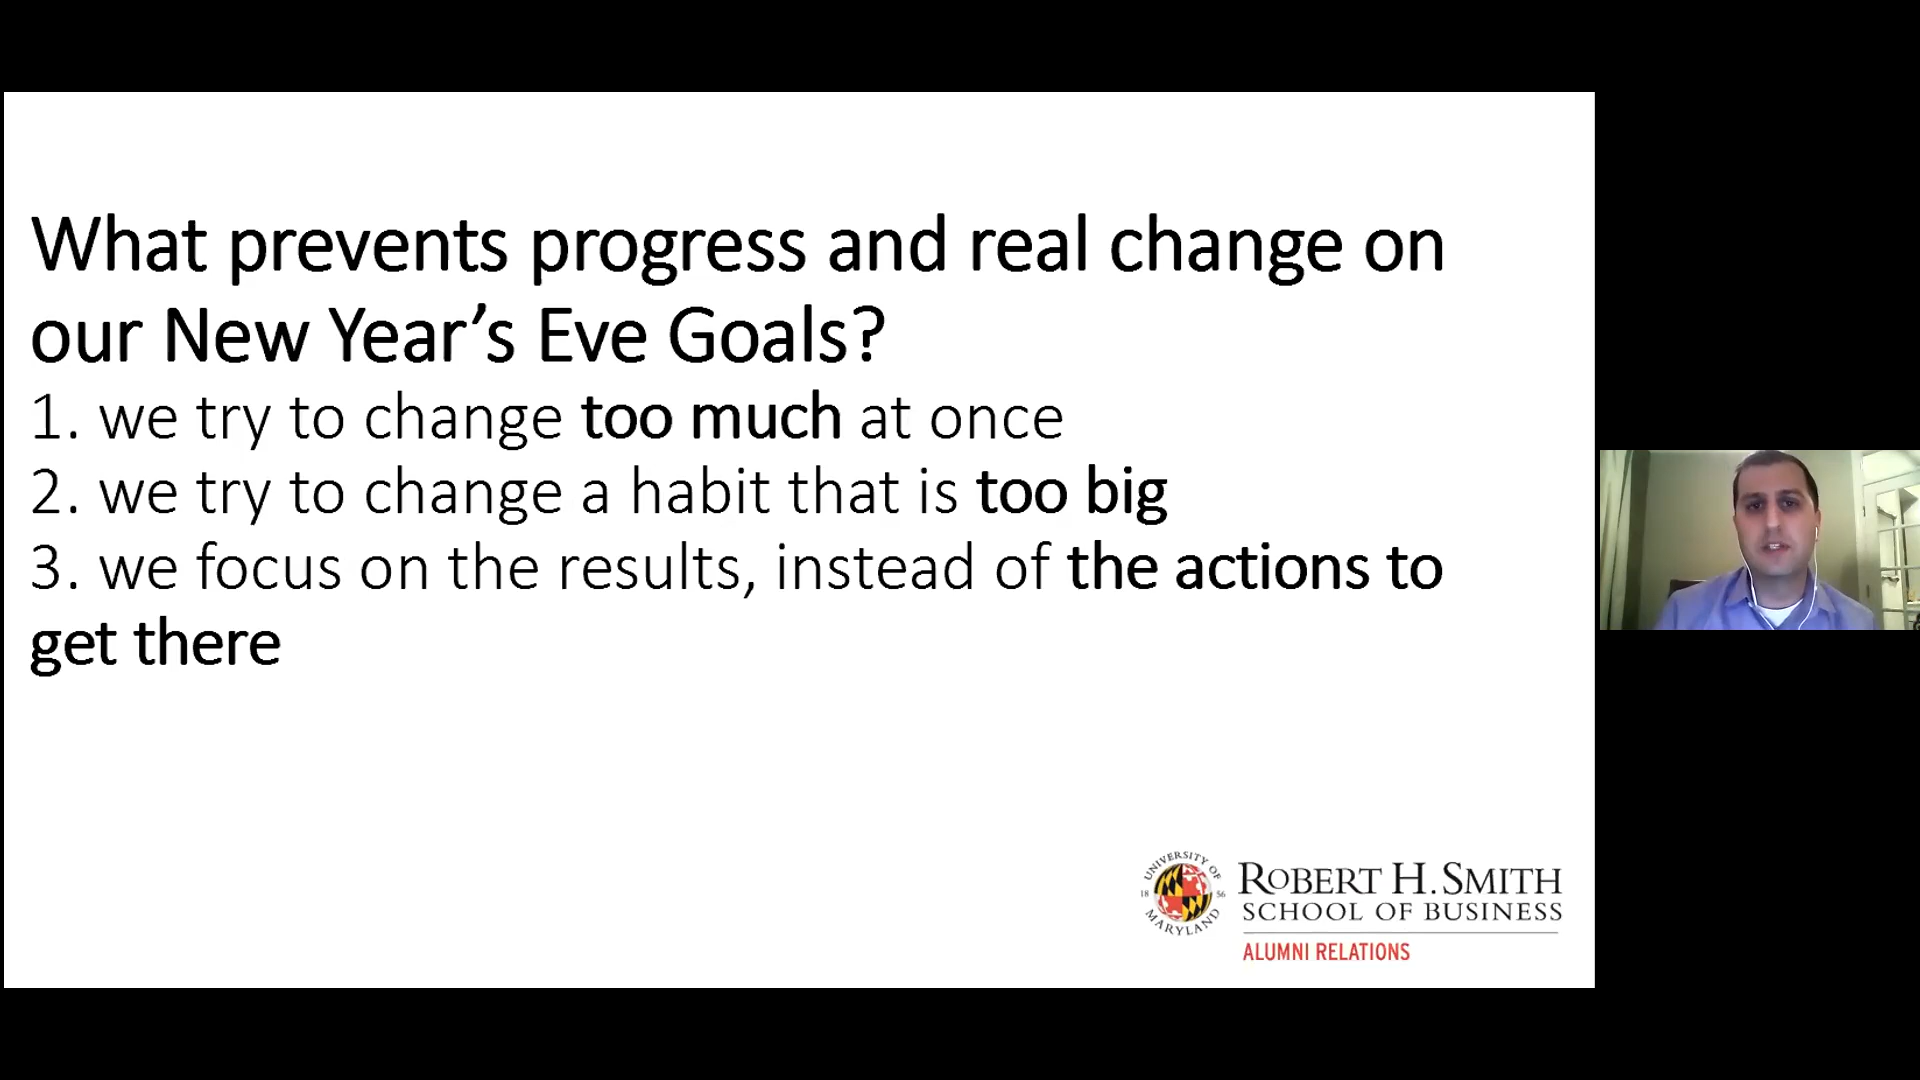 What prevents progress and real change on
our New Year’s Eve Goals?
1. we try to change too much at once
2. we try to change a habit that is too big
3. we focus on the results, instead of the actions to
get there
UNIVERSITY OF
18 56
MARYLAND
ROBERT H. SMITH
SCHOOL OF BUSINESS
ALUMNI RELATIONS